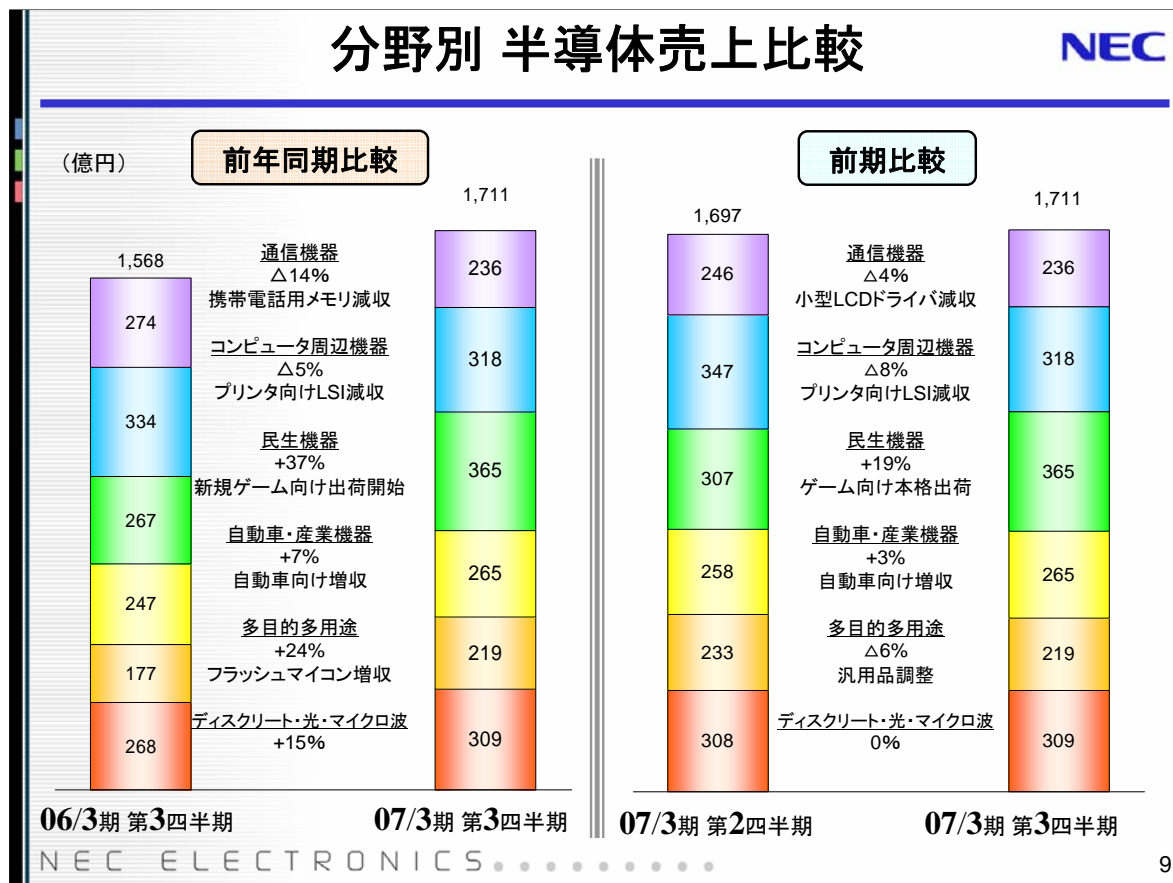 分野別 半導体売上比較
NEC
（億円）
前年同期比較
1,568
274
334
267
247
177
268
06/3期 第3四半期
通信機器
△14%
携帯電話用メモリ減収
コンピュータ周辺機器
△5%
プリンタ向けLSI減収
民生機器
+37%
新規ゲーム向け出荷開始
自動車・産業機器
+7%
自動車向け増収
多目的多用途
+24%
フラッシュマイコン増収
ディスクリート・光・マイクロ波
+15%
1,711
236
318
365
265
219
309
07/3期 第3四半期
前期比較
1,697
246
347
307
258
233
308
07/3期 第2四半期
通信機器
△4%
小型LCDドライバ減収
コンピュータ周辺機器
△8%
プリンタ向けLSI減収
民生機器
+19%
ゲーム向け本格出荷
自動車・産業機器
+3%
自動車向け増収
多目的多用途
△6%
汎用品調整
ディスクリート・光・マイクロ波
0%
1,711
236
318
365
265
219
309
07/3期 第3四半期
NEC ELECTRONICS
9